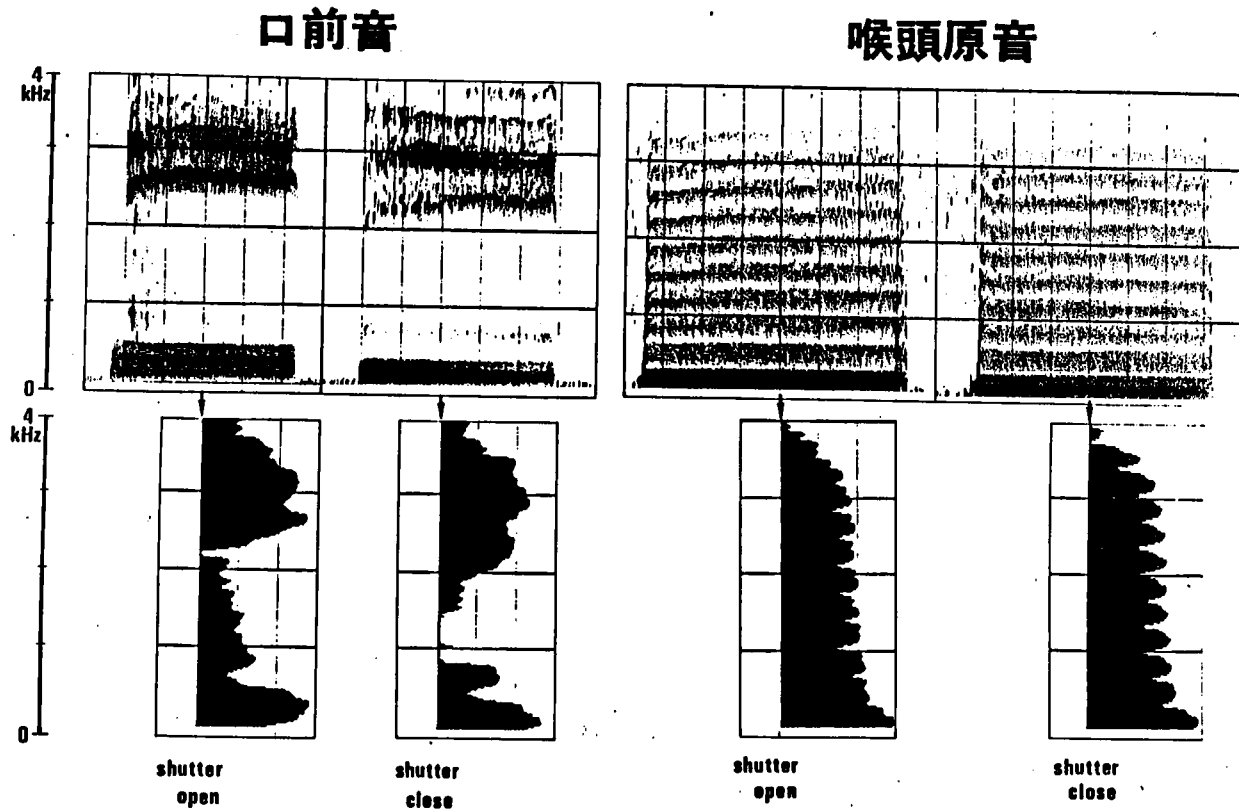 口前音
喉頭原音
4
kHz
0
4
kHz
0
shutter
open
shutter
close
shutter
open
shutter
close